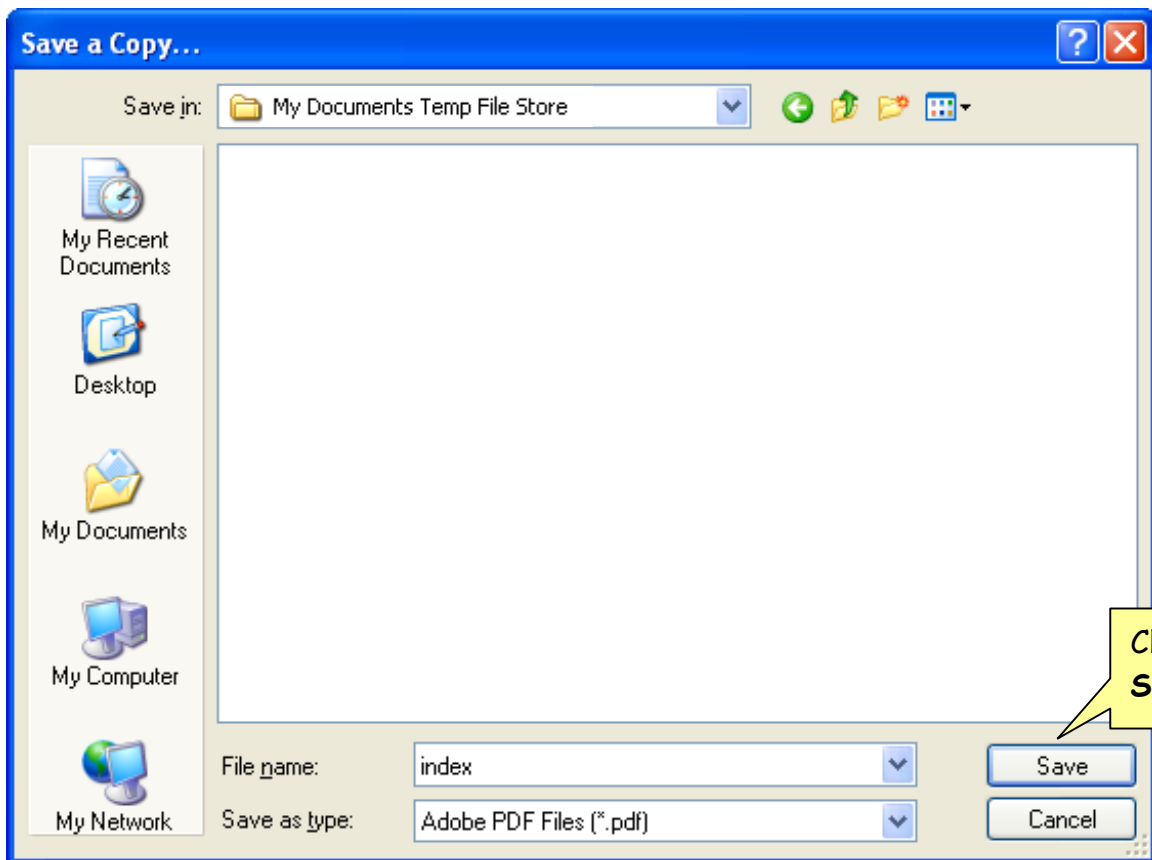 Save a Copy...
Save in:
My Documents Temp File Store
My Recent
Documents
Desktop
My Documents
My Computer
My Network
File name:
index
Save
Save as type:
Adobe PDF Files (*.pdf)
Cancel